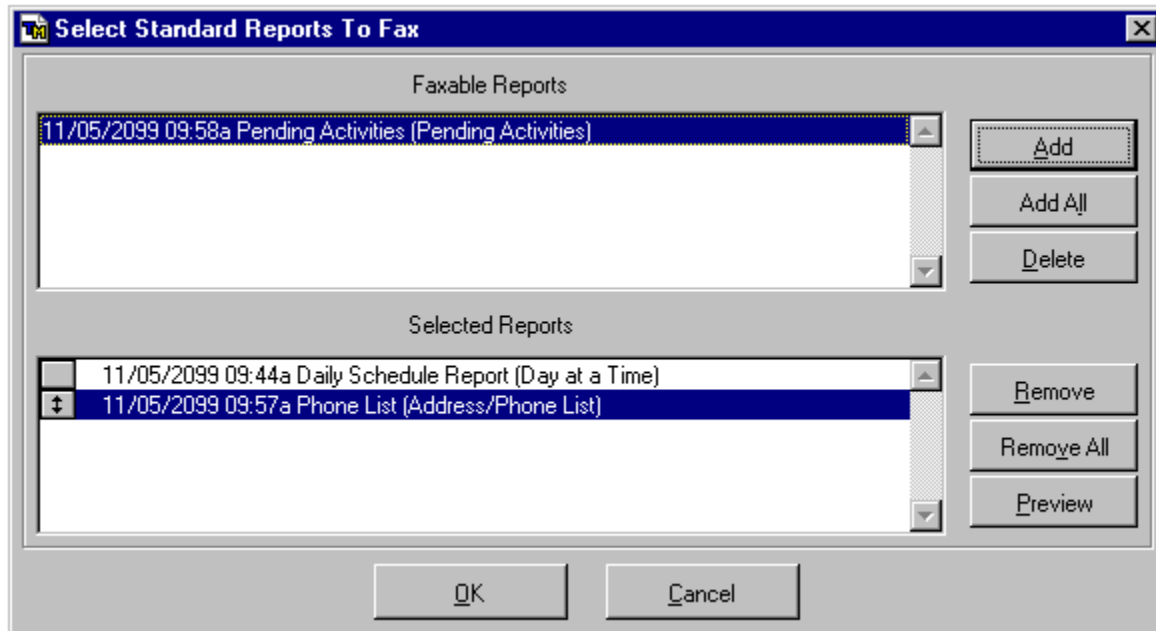 Select Standard Reports To Fax
Faxable Reports
11/05/2099 09:58a Pending Activities (Pending Activities)
Add
Add All
Delete
Selected Reports
11/05/2099 09:44a Daily Schedule Report (Day at a Time)
11/05/2099 09:57a Phone List (Address/Phone List)
Remove
Remove All
Preview
OK
Cancel